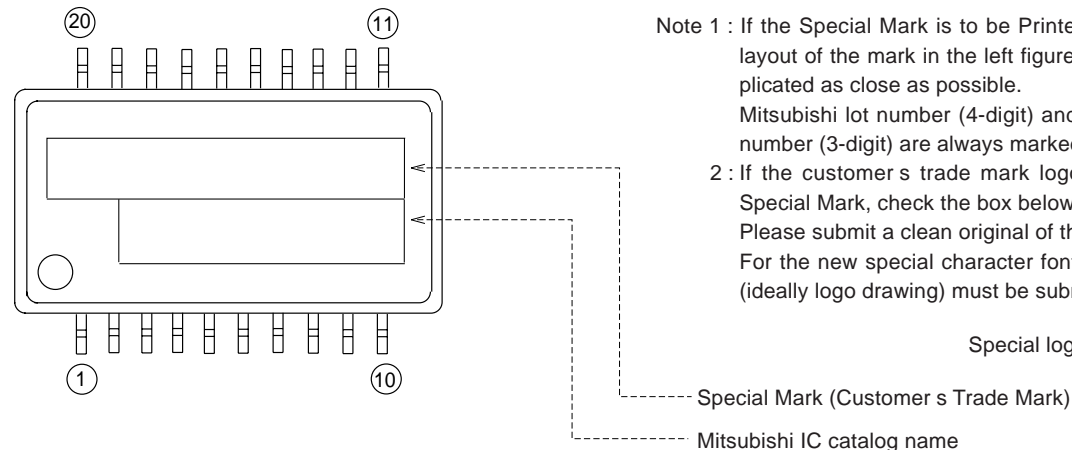 20
11
1
10
Note 1 : If the Special Mark is to be Printe
layout of the mark in the left figure
plicated as close as possible.
Mitsubishi lot number (4-digit) and
number (3-digit) are always marked
2 : If the customer s trade mark logo
Special Mark, check the box below
Please submit a clean original of th
For the new special character font
(ideally logo drawing) must be subm
Special log
Special Mark (Customer s Trade Mark)
Mitsubishi IC catalog name